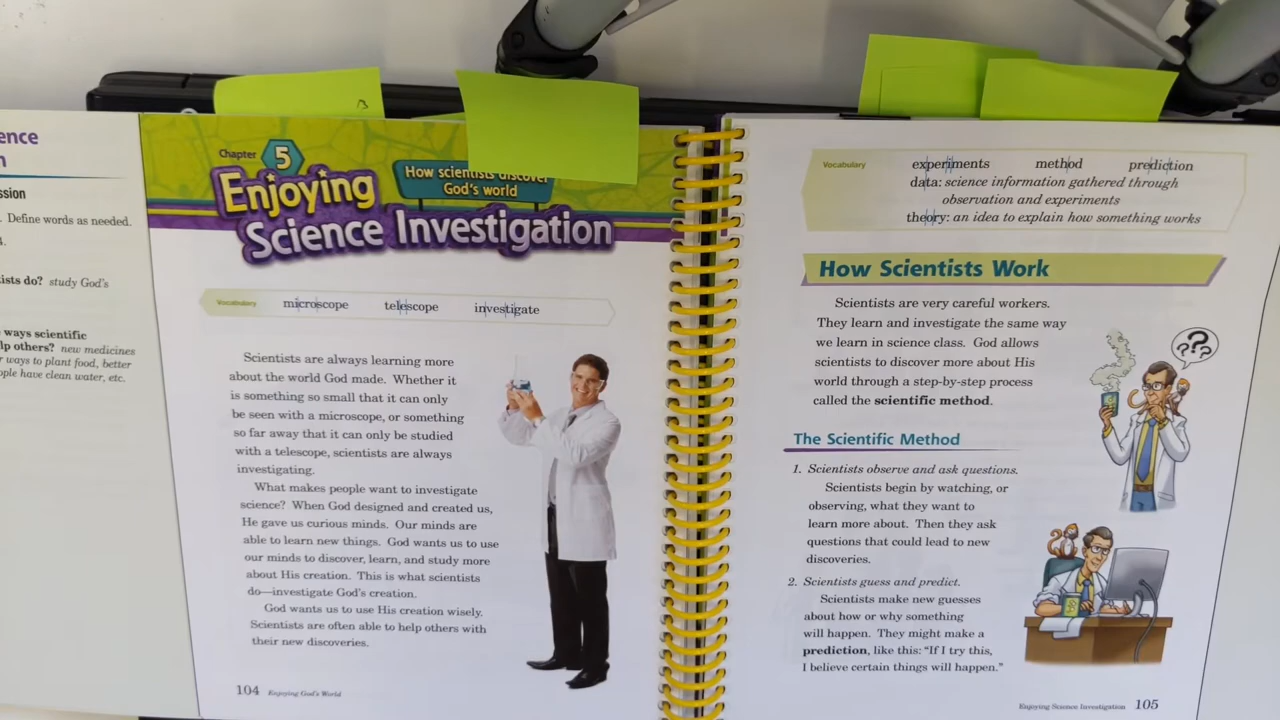 ence
n
ssion
. Define words as needed.
4.
ists do? study God's
ways scientific
lp others? new medicines
r ways to plant food, better
ople have clean water, etc.
B
Chapter 5
Enjoying
Science Investigation
How scientists discover
God's world
Vocabulary microscope telescope investigate
Scientists are always learning more
about the world God made. Whether it
is something so small that it can only
be seen with a microscope, or something
so far away that it can only be studied
with a telescope, scientists are always
investigating.
What makes people want to investigate
science? When God designed and created us,
He gave us curious minds. Our minds are
able to learn new things. God wants us to use
our minds to discover, learn, and study more
about His creation. This is what scientists
do—investigate God's creation.
God wants us to use His creation wisely.
Scientists are often able to help others with
their new discoveries.
104 Enjoying God's World
Vocabulary experiments method prediction
data: science information gathered through
observation and experiments
theory: an idea to explain how something works
How Scientists Work
Scientists are very careful workers.
They learn and investigate the same way
we learn in science class. God allows
scientists to discover more about His
world through a step-by-step process
called the scientific method.
???
The Scientific Method
1. Scientists observe and ask questions.
Scientists begin by watching, or
observing, what they want to
learn more about. Then they ask
questions that could lead to new
discoveries.
2. Scientists guess and predict.
Scientists make new guesses
about how or why something
will happen. They might make a
prediction, like this: "If I try this,
I believe certain things will happen."
Enjoying Science Investigation 105